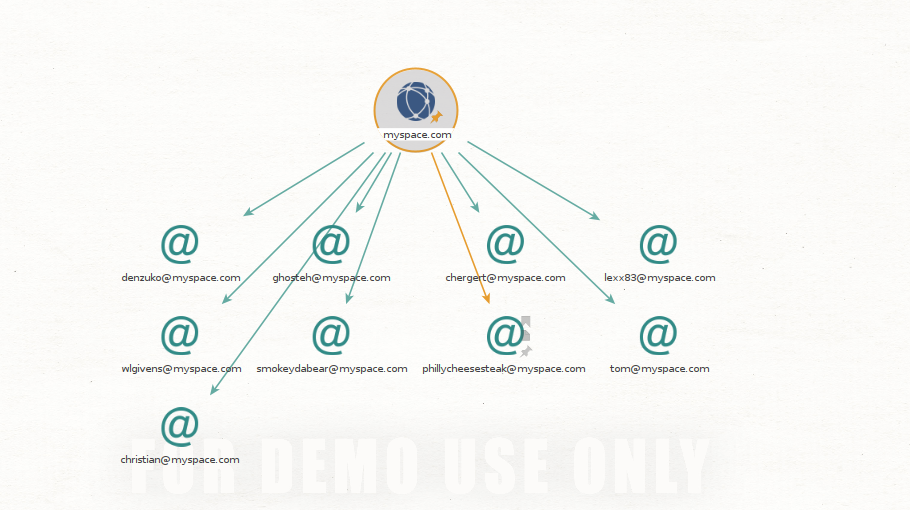 myspace.com
denzuko@myspace.com
ghosteh@myspace.com
chergert@myspace.com
lexx83@myspace.com
wlgivens@myspace.com
smokeydabear@myspace.com
phillycheesesteak@myspace.com
tom@myspace.com
christian@myspace.com
FOR DEMO USE ONLY